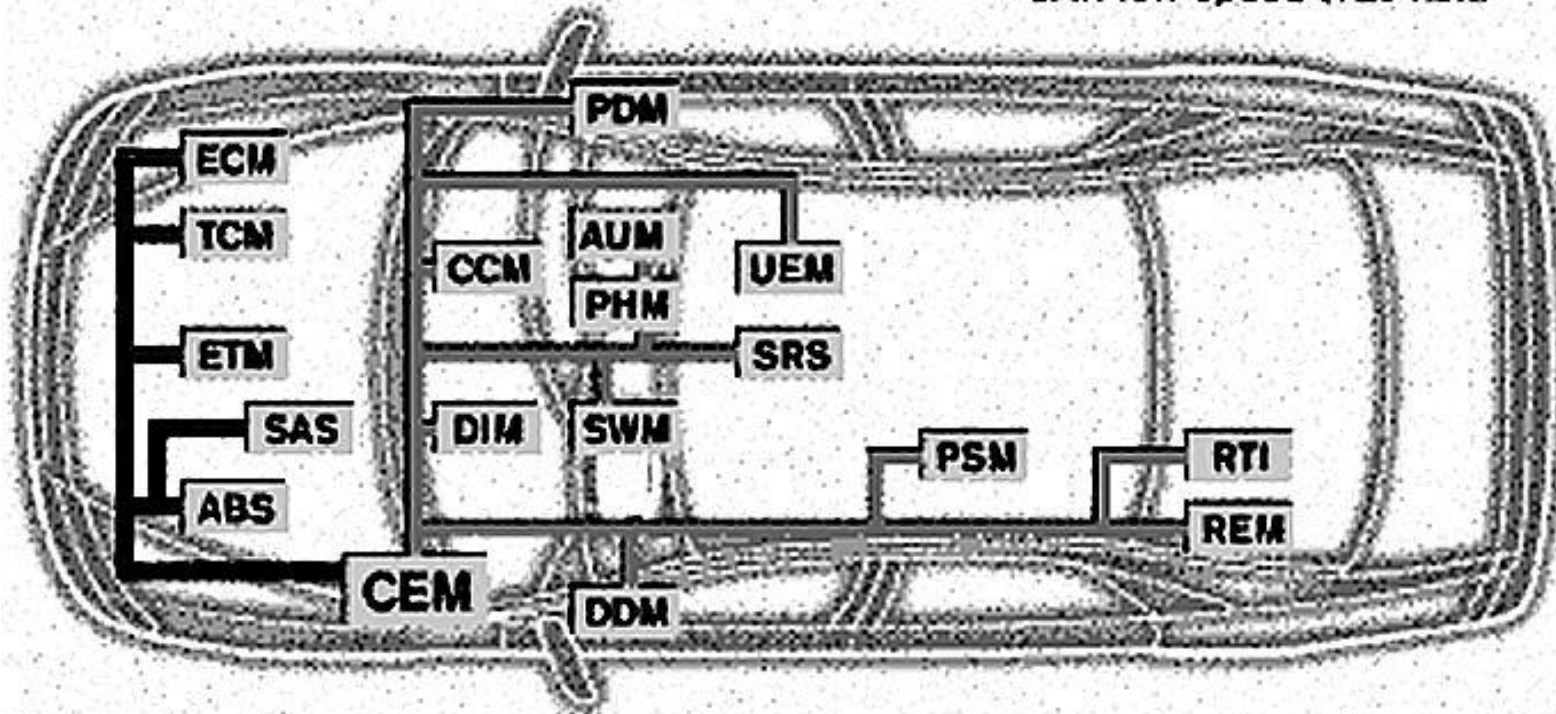 PDM
ECM
TCM
AUM
CCM
UEM
PHM
ETM
SRS
SAS
DIM
SWM
PSM
RTI
ABS
REM
CEM
DDM